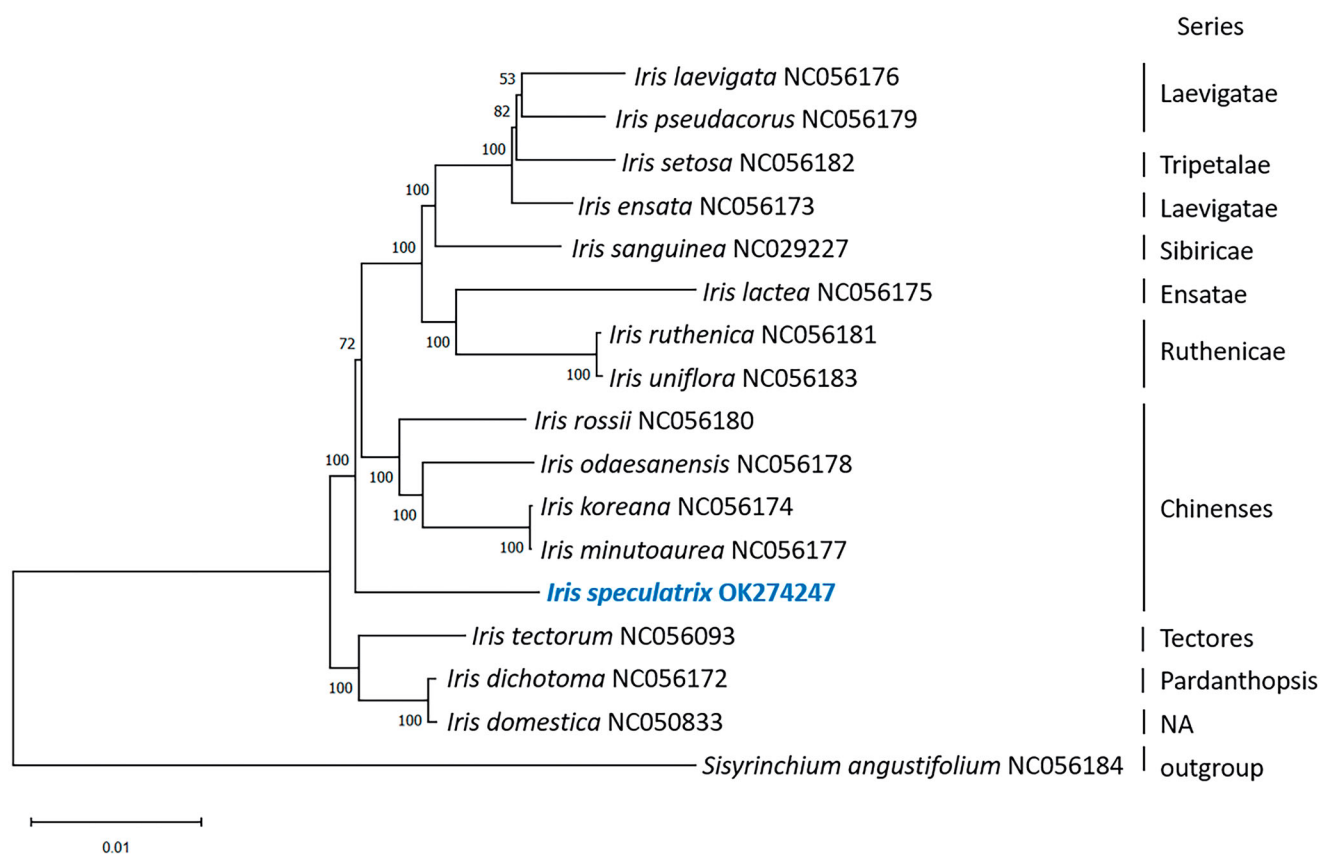 Series
53
Iris laevigata NC056176
Laevigatae
82
Iris pseudacorus NC056179
100
Iris setosa NC056182
Tripetalae
100
Iris ensata NC056173
Laevigatae
100
Iris sanguinea NC029227
Sibiricae
Iris lactea NC056175
Ensatae
100
Iris ruthenica NC056181
Ruthenicae
72
100
Iris uniflora NC056183
Iris rossii NC056180
100
100
Iris odaesanensis NC056178
100
Iris koreana NC056174
Chinenses
100
Iris minutoaurea NC056177
Iris speculatrix OK274247
Iris tectorum NC056093
Tectores
100
Iris dichotoma NC056172
Pardanthopsis
100
Iris domestica NC050833
NA
Sisyrinchium angustifolium NC056184
outgroup
0.01